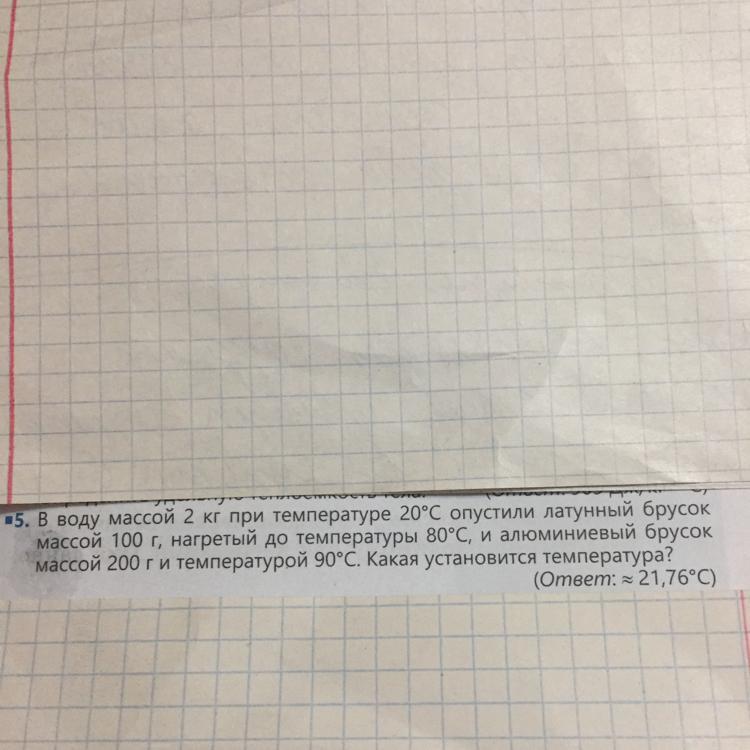 5. В воду массой 2 кг при температуре 20°С опустили латунный брусок
массой 100 г, нагретый до температуры 80°С, и алюминиевый брусок
массой 200 г и температурой 90°С. Какая установится температура?
(Ответ: ≈ 21,76°С)